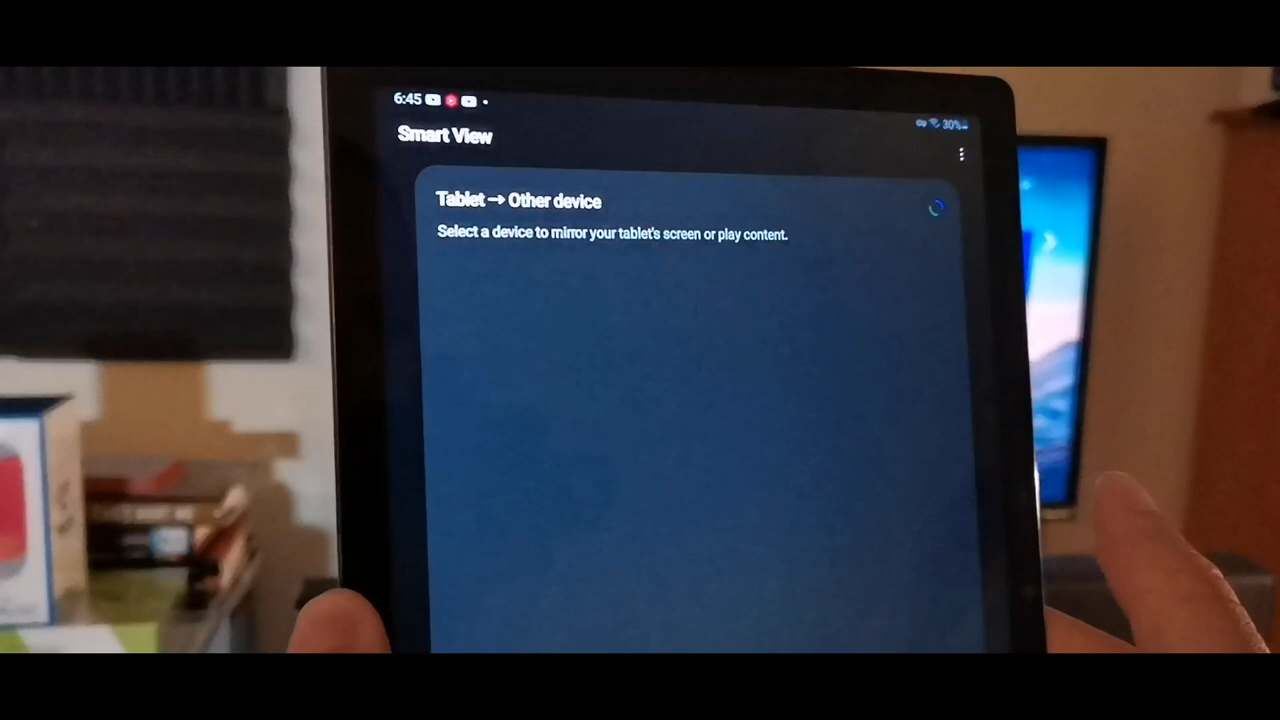 6:45
30%
Smart View
Tablet → Other device
Select a device to mirror your tablet's screen or play content.